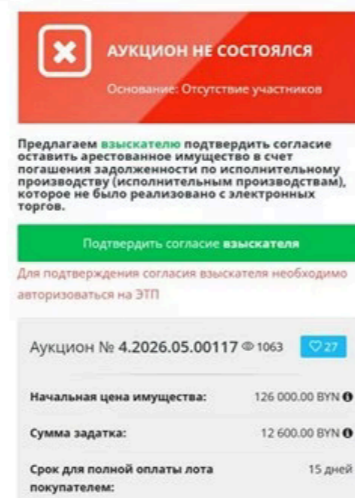 АУКЦИОН НЕ СОСТОЯЛСЯ
Основание: Отсутствие участников
Предлагаем взыскателю подтвердить согласие
оставить арестованное имущество в счет
погашения задолженности по исполнительному
производству (исполнительным производствам),
которое не было реализовано с электронных
торгов.
Подтвердить согласие взыскателя
Для подтверждения согласия взыскателя необходимо
авторизоваться на ЭТП
Аукцион № 4.2026.05.00117 1063 27
Начальная цена имущества: 126 000.00 BYN
Сумма задатка: 12 600.00 BYN
Срок для полной оплаты лота 15 дней
покупателем: